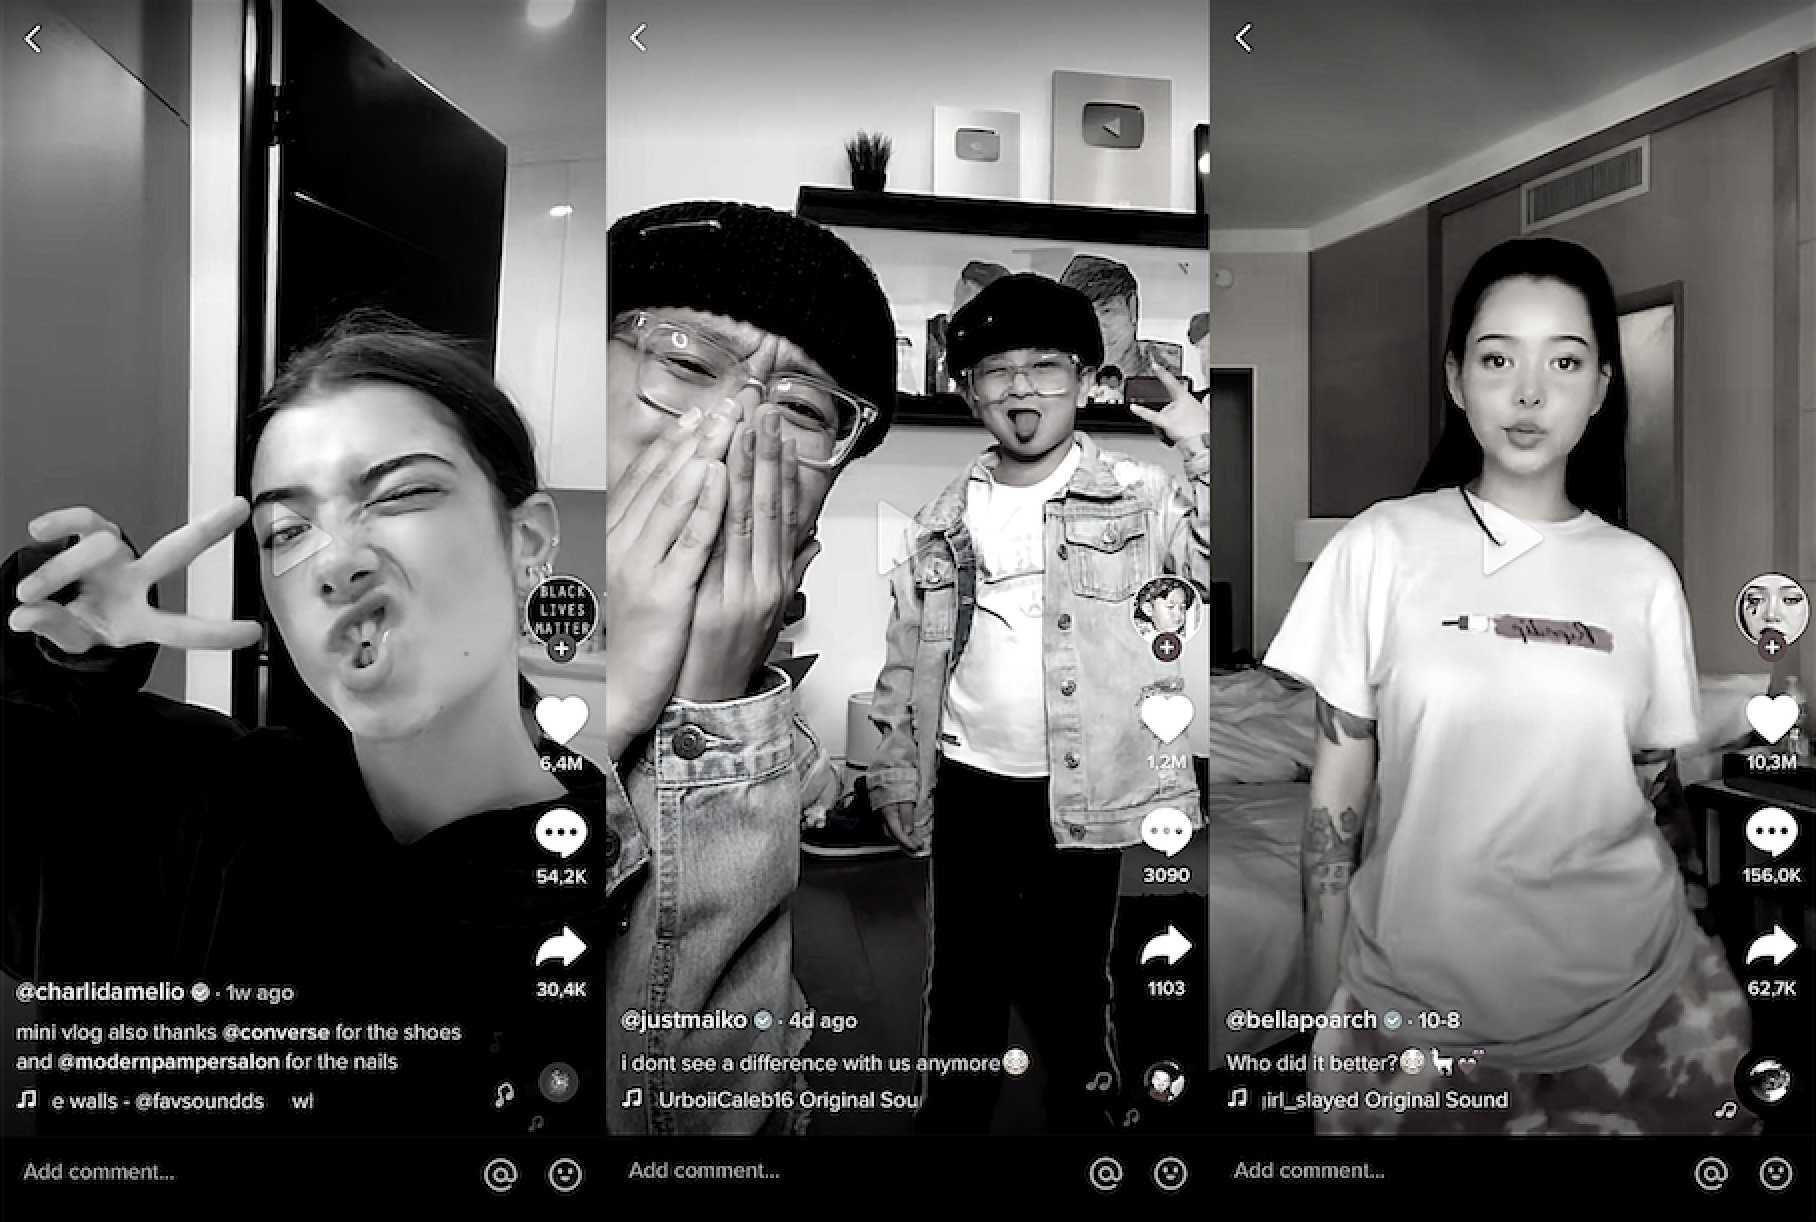 BLACK
LIVES
MATTER
6,4M
54,2K
30,4K
@charlidamelio · 1w ago
mini vlog also thanks @converse for the shoes
and @modernpampersalon for the nails
e walls - @favsoundds wh
Add comment...
1,2M
3090
1103
@justmaiko · 4d ago
i dont see a difference with us anymore😳
UrboiiCaleb16 Original Sou
Add comment...
10,3M
156,0K
62,7K
@bellapoarch · 10-8
Who did it better?😳🦙💕
girl_slayed Original Sound
Add comment...